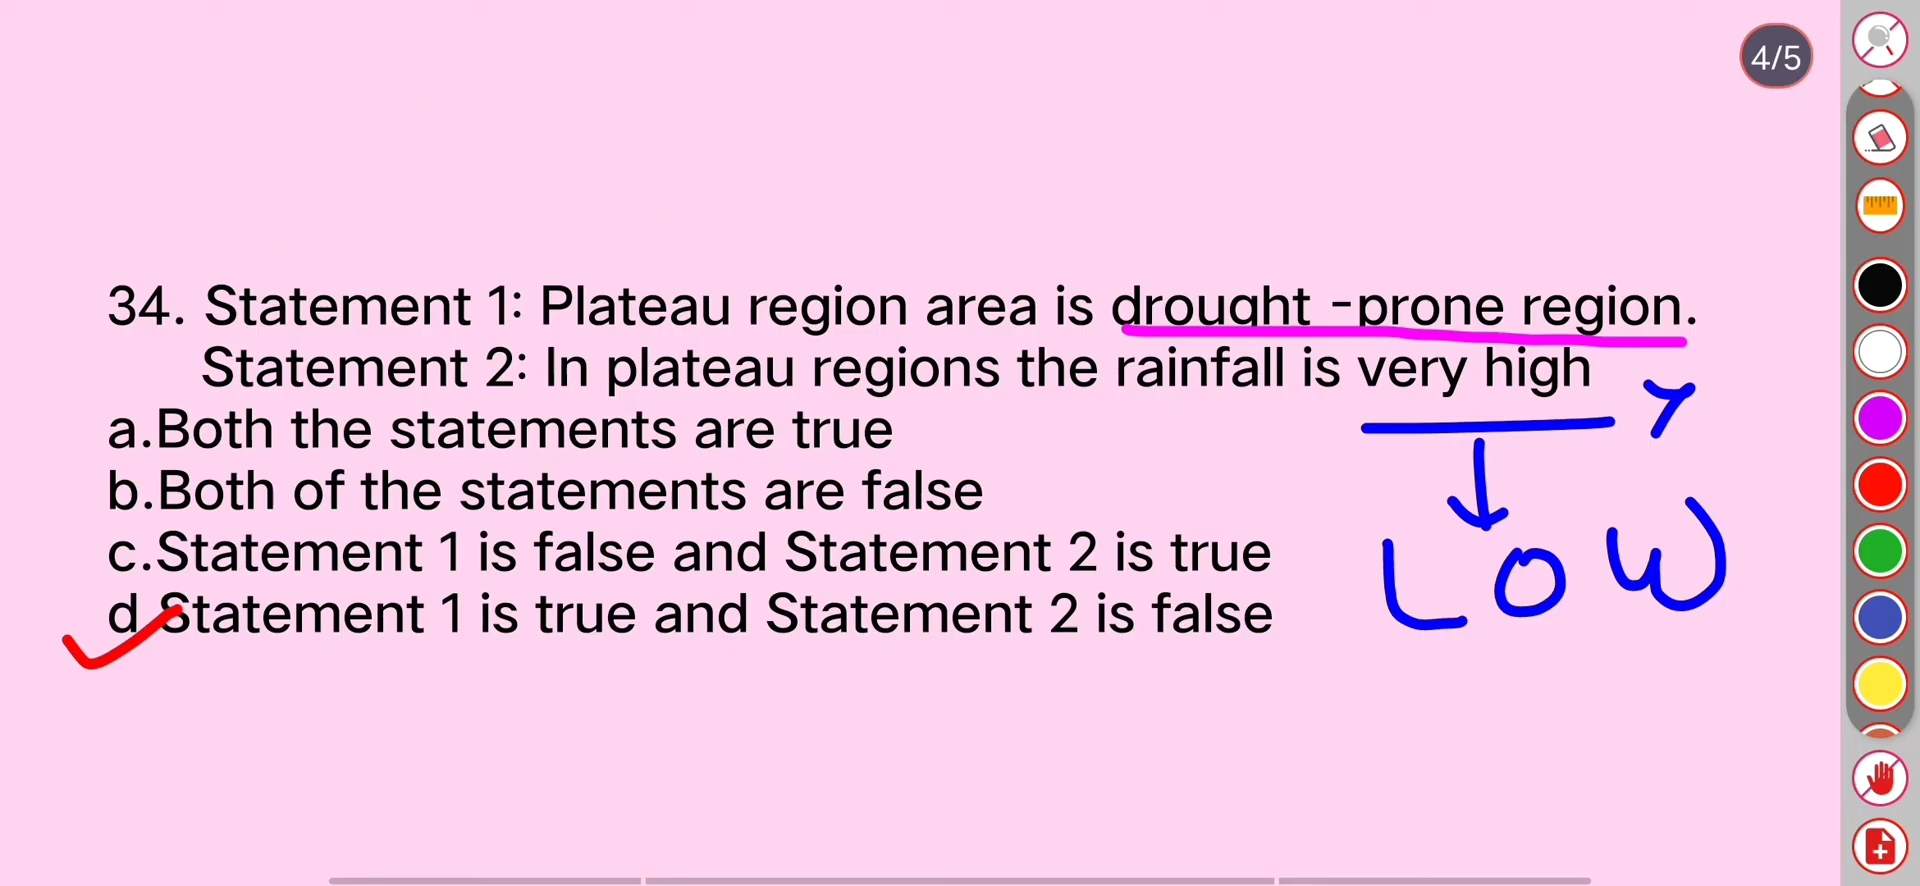 4/5
34. Statement 1: Plateau region area is drought -prone region.
Statement 2: In plateau regions the rainfall is very high
a.Both the statements are true
b.Both of the statements are false
c.Statement 1 is false and Statement 2 is true
d Statement 1 is true and Statement 2 is false
LOW